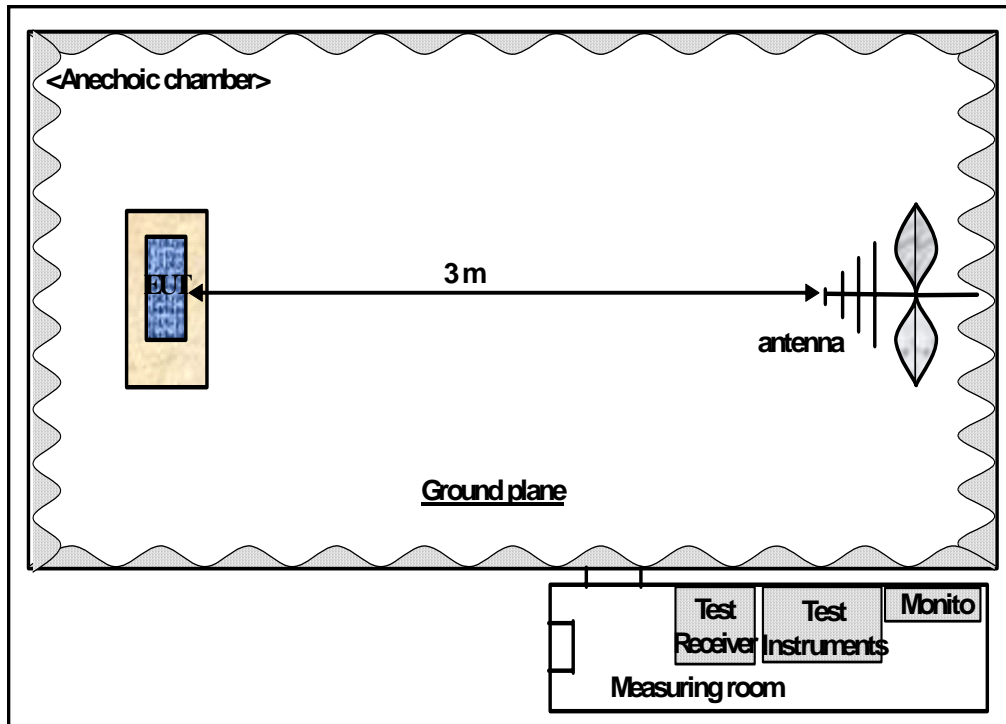 <Anechoic chamber>
EUT
3 m
antenna
Ground plane
Test
Receiver
Test
Instruments
Monito
Measuring room